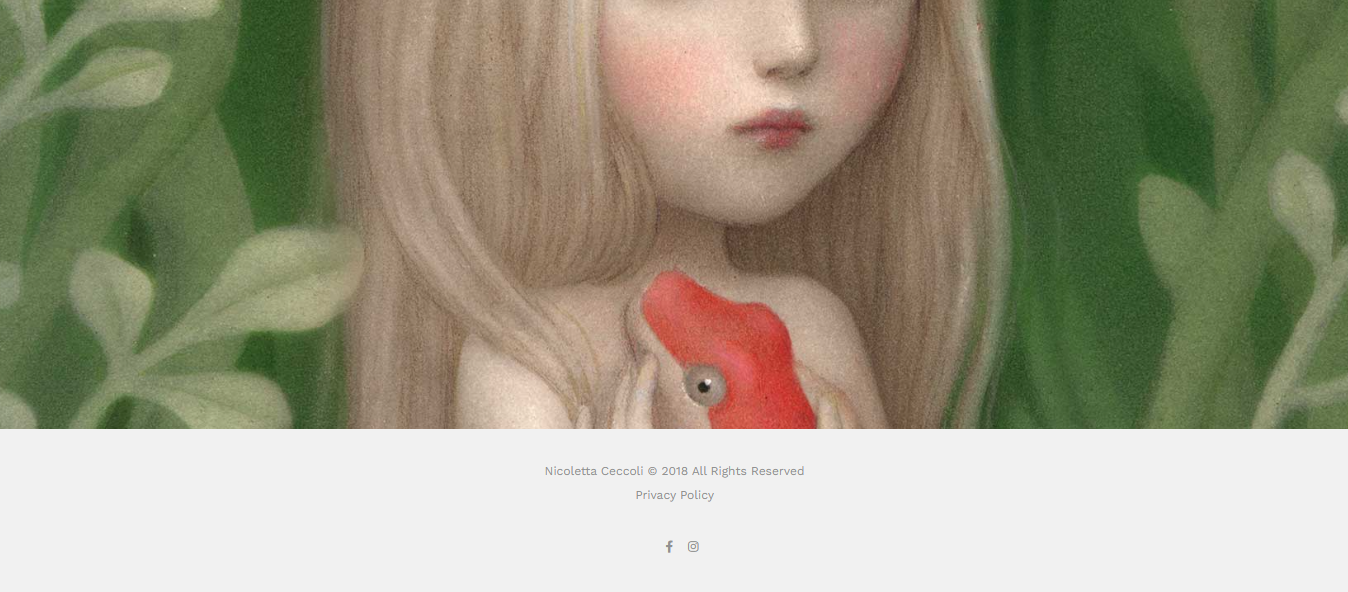 Nicoletta Ceccoli © 2018 All Rights Reserved
Privacy Policy